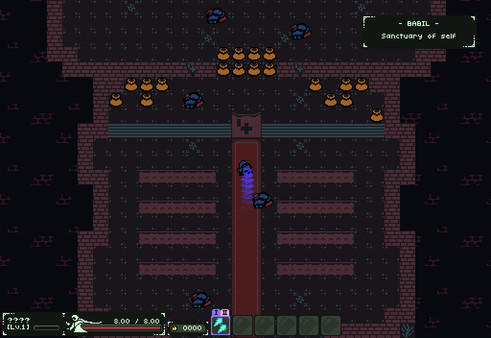 - BABIL -
Sanctuary of self
????
[Lv.1]
8.00 / 8.00
0000